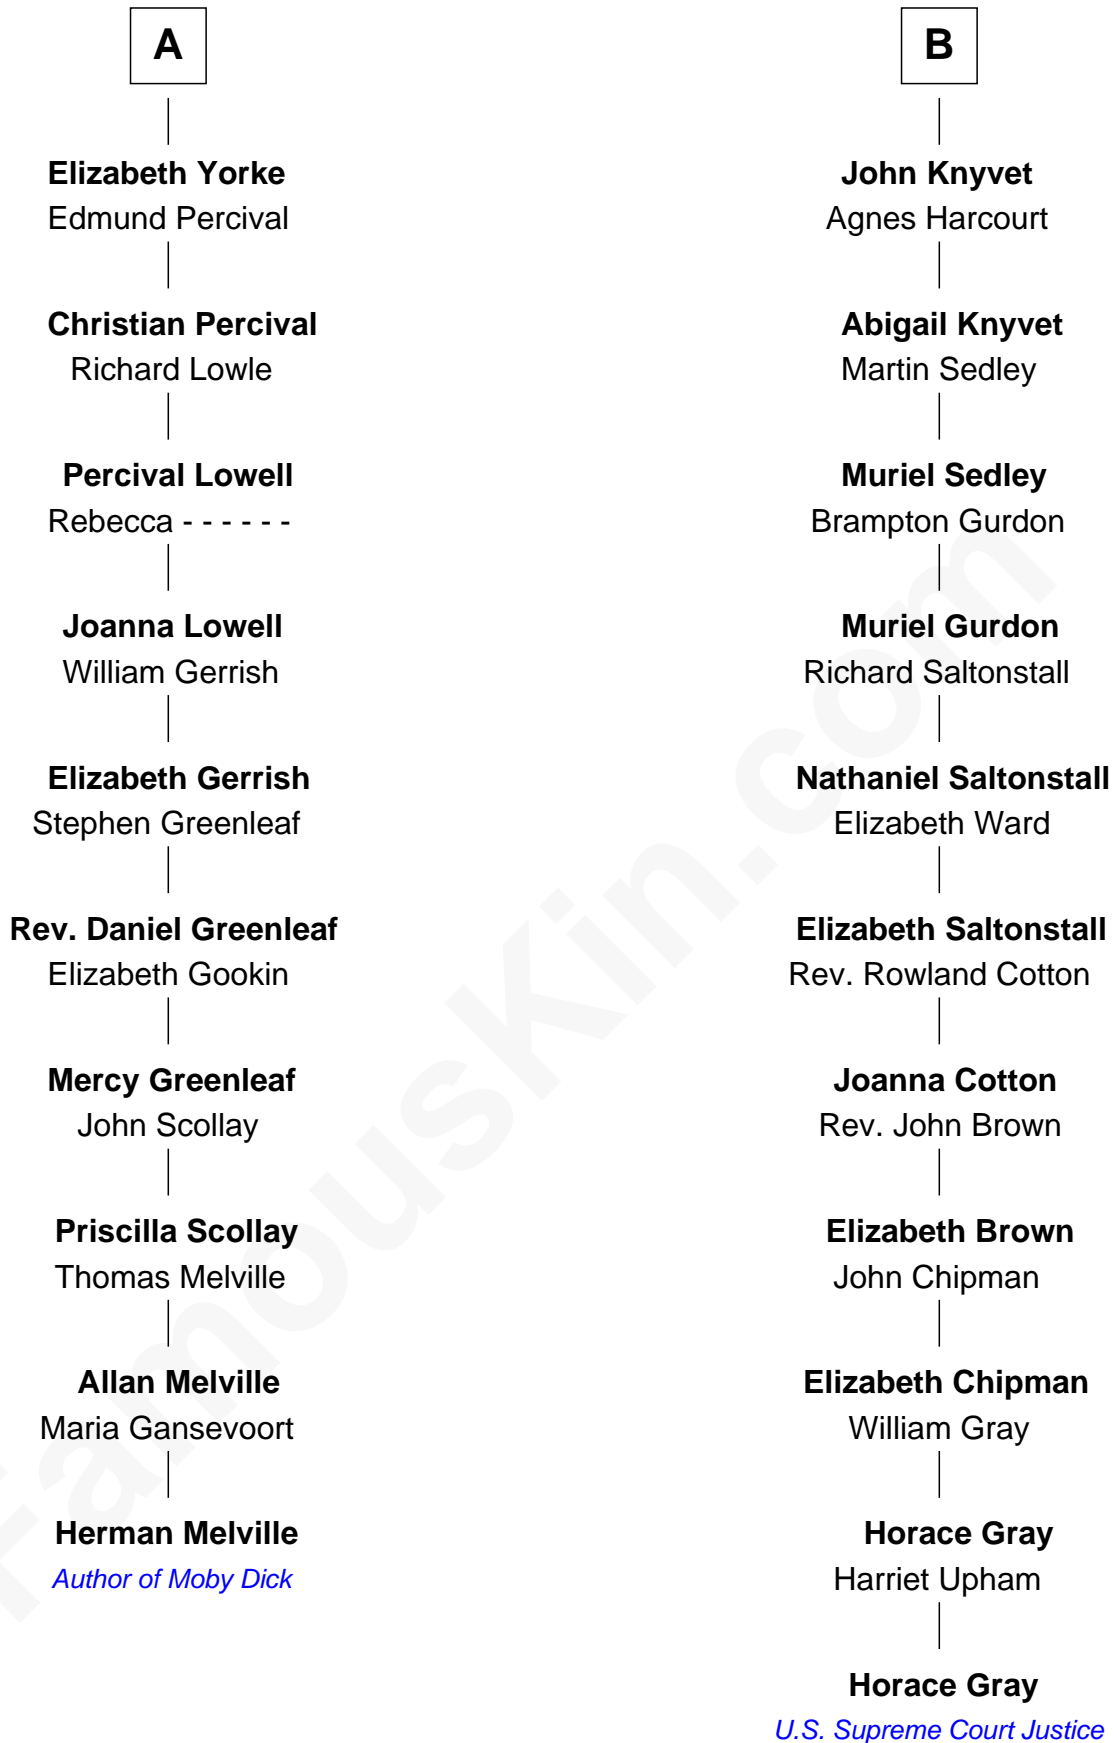 A
Elizabeth Yorke
Edmund Percival
Christian Percival
Richard Lowle
Percival Lowell
Rebecca - - - - - -
Joanna Lowell
William Gerrish
Elizabeth Gerrish
Stephen Greenleaf
Rev. Daniel Greenleaf
Elizabeth Gookin
Mercy Greenleaf
John Scollay
Priscilla Scollay
Thomas Melville
Allan Melville
Maria Gansevoort
Herman Melville
Author of Moby Dick
B
John Knyvet
Agnes Harcourt
Abigail Knyvet
Martin Sedley
Muriel Sedley
Brampton Gurdon
Muriel Gurdon
Richard Saltonstall
Nathaniel Saltonstall
Elizabeth Ward
Elizabeth Saltonstall
Rev. Rowland Cotton
Joanna Cotton
Rev. John Brown
Elizabeth Brown
John Chipman
Elizabeth Chipman
William Gray
Horace Gray
Harriet Upham
Horace Gray
U.S. Supreme Court Justice
FamousKin.com